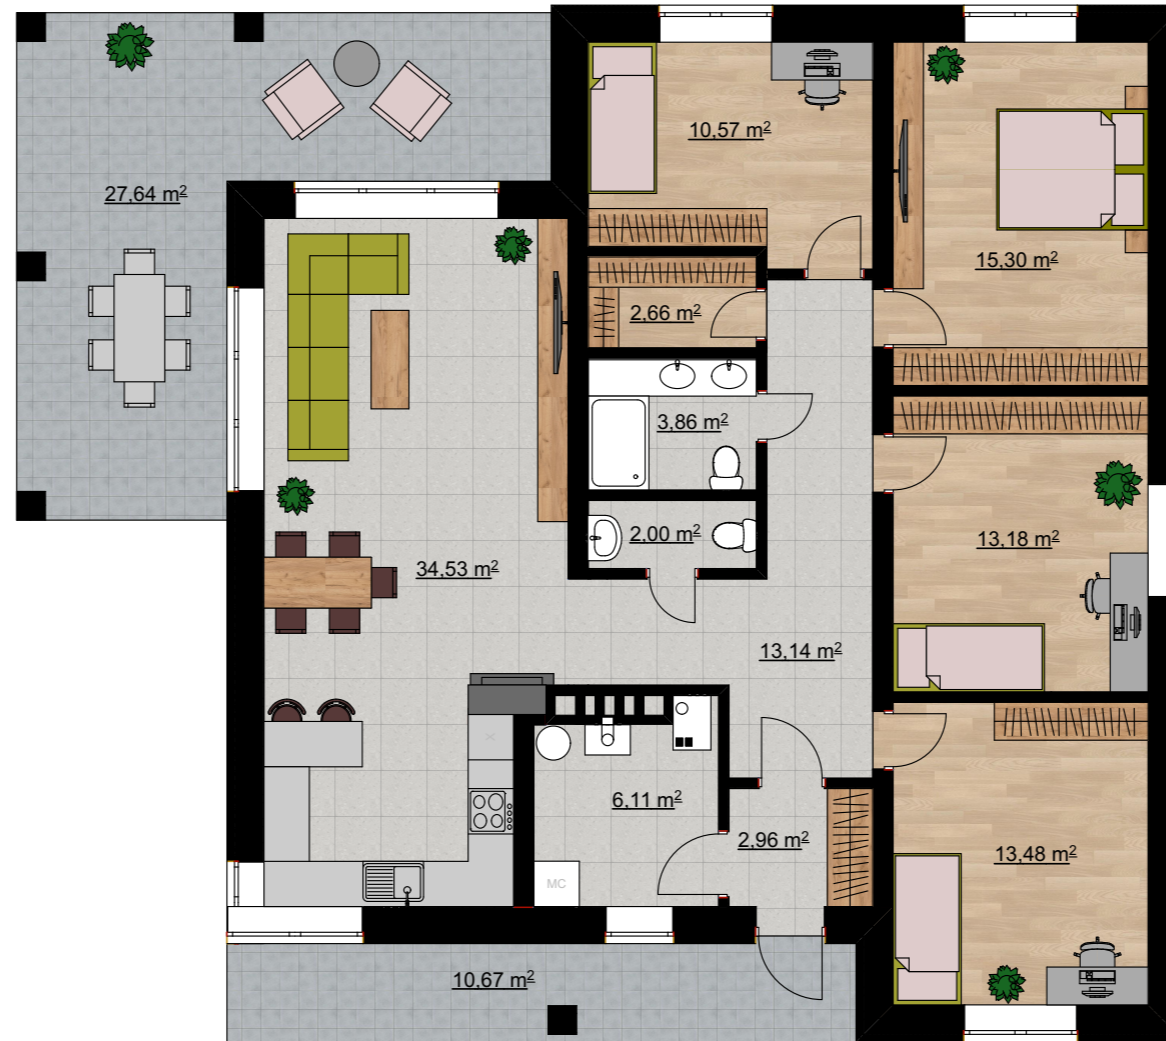 10,57 m²
27,64 m²
15,30 m²
2,66 m²
3,86 m²
2,00 m²
13,18 m²
34,53 m²
13,14 m²
6,11 m²
2,96 m²
13,48 m²
MC
10,67 m²